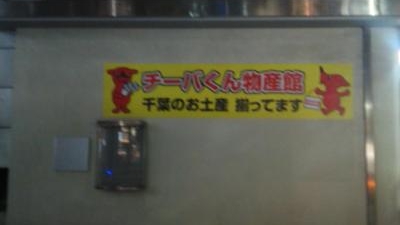 チーバくん物産館
千葉のお土産 揃ってます